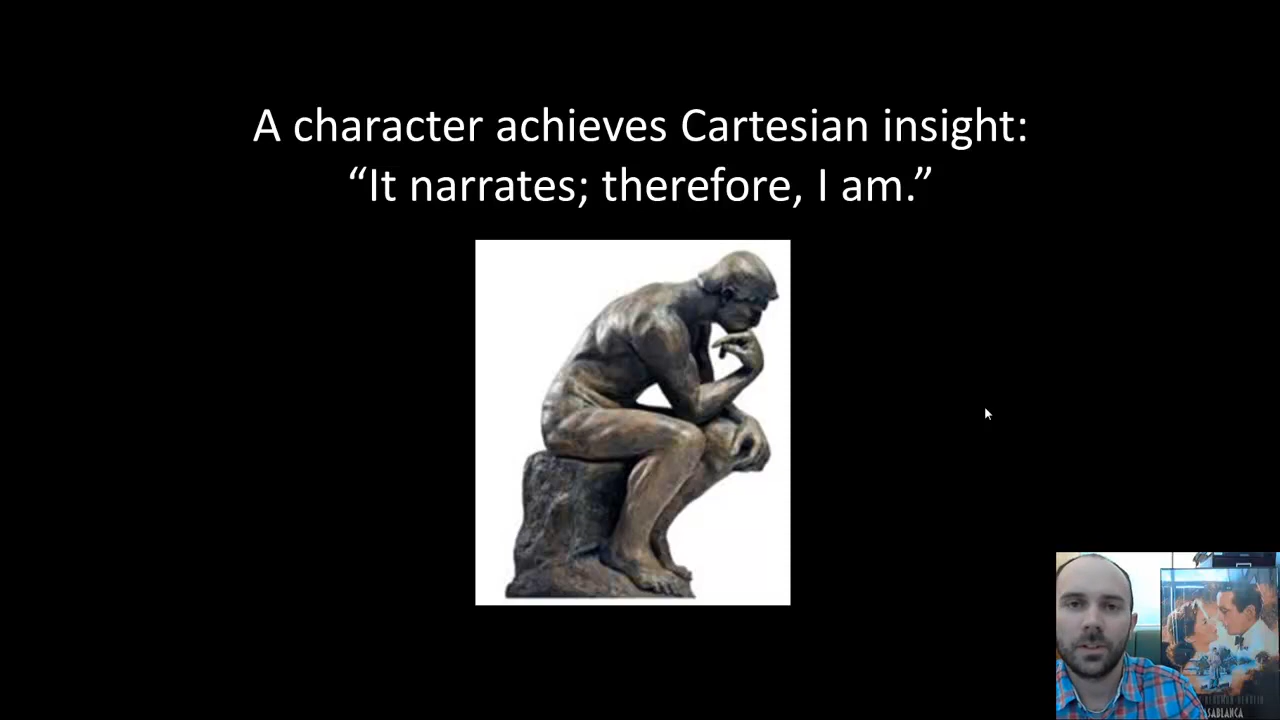 A character achieves Cartesian insight:
“It narrates; therefore, I am.”